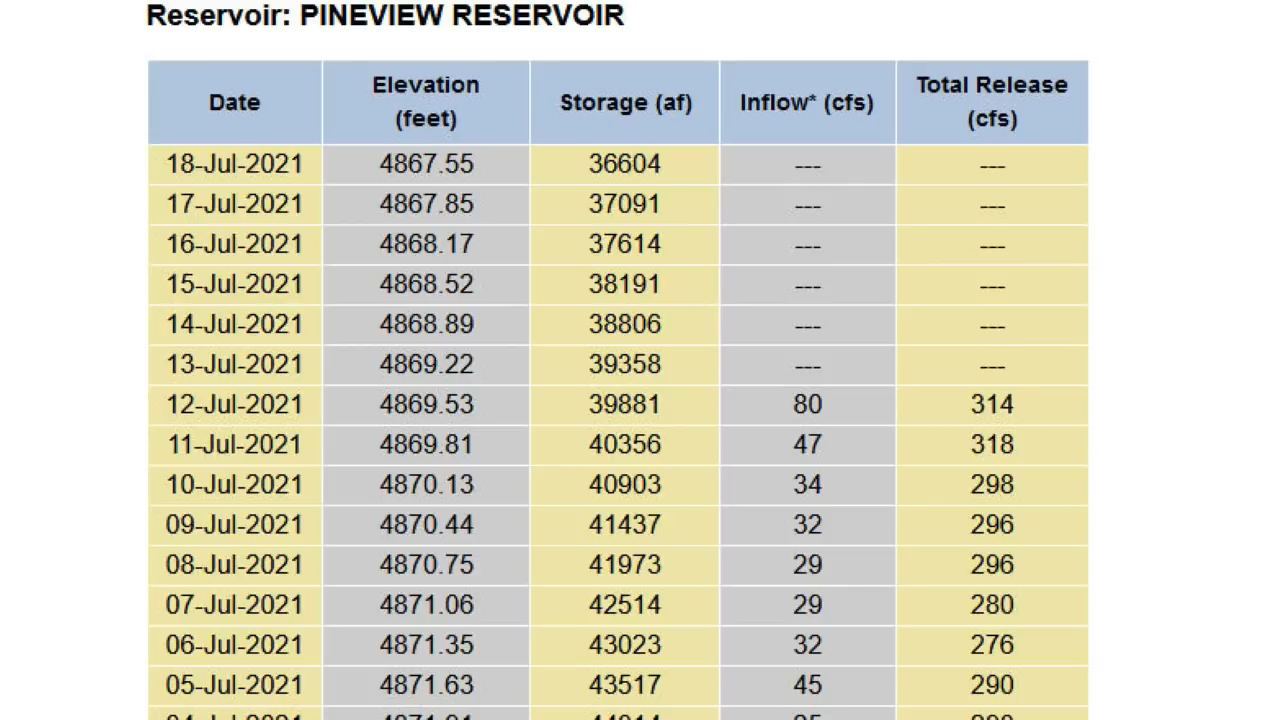 Reservoir: PINEVIEW RESERVOIR
Date Elevation (feet) Storage (af) Inflow* (cfs) Total Release (cfs)
18-Jul-2021 4867.55 36604 --- ---
17-Jul-2021 4867.85 37091 --- ---
16-Jul-2021 4868.17 37614 --- ---
15-Jul-2021 4868.52 38191 --- ---
14-Jul-2021 4868.89 38806 --- ---
13-Jul-2021 4869.22 39358 --- ---
12-Jul-2021 4869.53 39881 80 314
11-Jul-2021 4869.81 40356 47 318
10-Jul-2021 4870.13 40903 34 298
09-Jul-2021 4870.44 41437 32 296
08-Jul-2021 4870.75 41973 29 296
07-Jul-2021 4871.06 42514 29 280
06-Jul-2021 4871.35 43023 32 276
05-Jul-2021 4871.63 43517 45 290